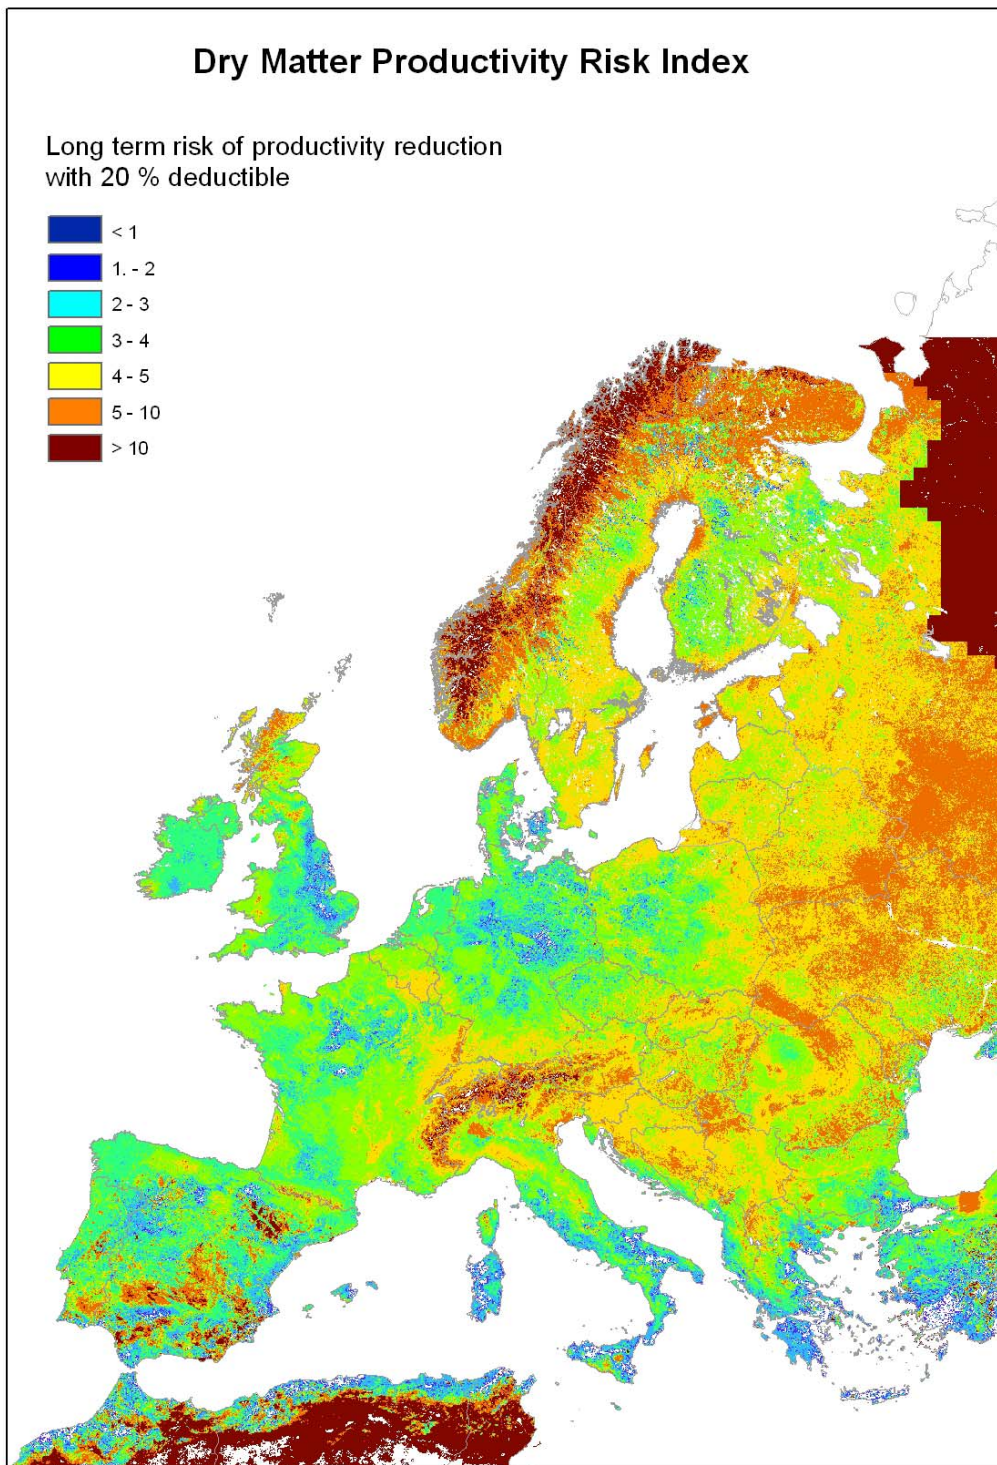 Dry Matter Productivity Risk Index
Long term risk of productivity reduction
with 20 % deductible
< 1
1. - 2
2 - 3
3 - 4
4 - 5
5 - 10
> 10